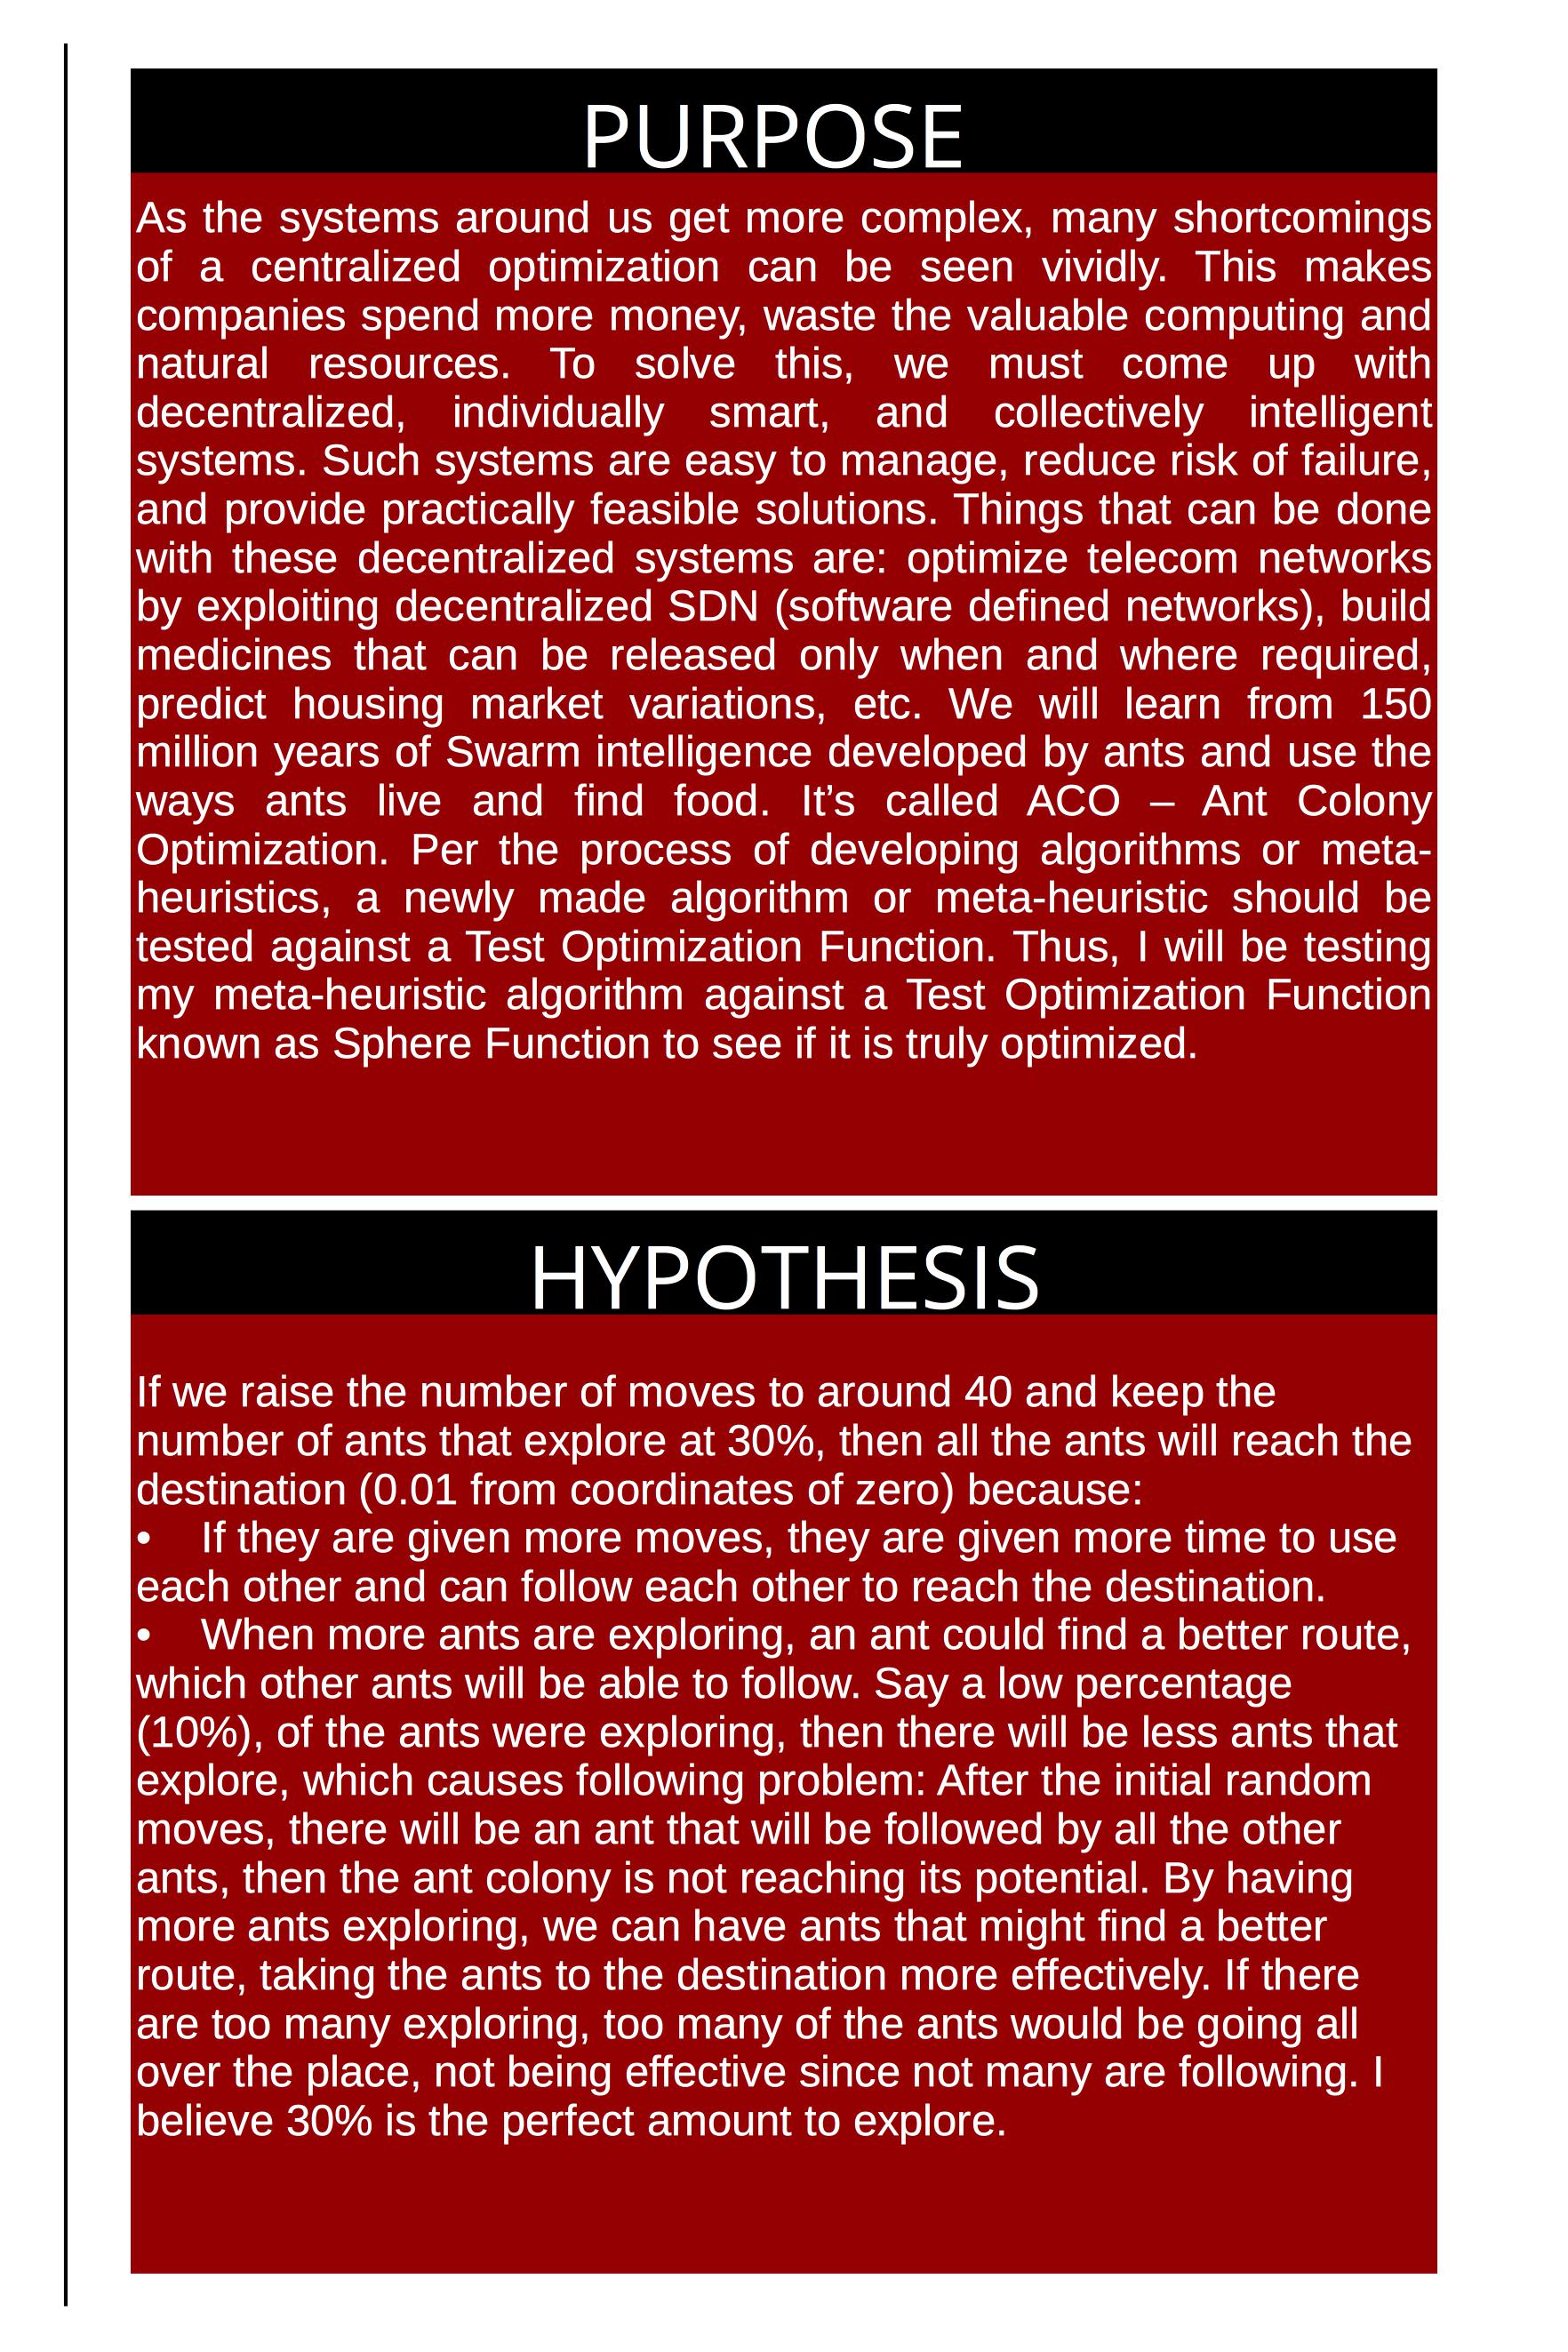 PURPOSE
As the systems around us get more complex, many shortcomings
of a centralized optimization can be seen vividly. This makes
companies spend more money, waste the valuable computing and
natural resources. To solve this, we must come up with
decentralized, individually smart, and collectively intelligent
systems. Such systems are easy to manage, reduce risk of failure,
and provide practically feasible solutions. Things that can be done
with these decentralized systems are: optimize telecom networks
by exploiting decentralized SDN (software defined networks), build
medicines that can be released only when and where required,
predict housing market variations, etc. We will learn from 150
million years of Swarm intelligence developed by ants and use the
ways ants live and find food. It’s called ACO – Ant Colony
Optimization. Per the process of developing algorithms or meta-
heuristics, a newly made algorithm or meta-heuristic should be
tested against a Test Optimization Function. Thus, I will be testing
my meta-heuristic algorithm against a Test Optimization Function
known as Sphere Function to see if it is truly optimized.
HYPOTHESIS
If we raise the number of moves to around 40 and keep the
number of ants that explore at 30%, then all the ants will reach the
destination (0.01 from coordinates of zero) because:
• If they are given more moves, they are given more time to use
each other and can follow each other to reach the destination.
• When more ants are exploring, an ant could find a better route,
which other ants will be able to follow. Say a low percentage
(10%), of the ants were exploring, then there will be less ants that
explore, which causes following problem: After the initial random
moves, there will be an ant that will be followed by all the other
ants, then the ant colony is not reaching its potential. By having
more ants exploring, we can have ants that might find a better
route, taking the ants to the destination more effectively. If there
are too many exploring, too many of the ants would be going all
over the place, not being effective since not many are following. I
believe 30% is the perfect amount to explore.